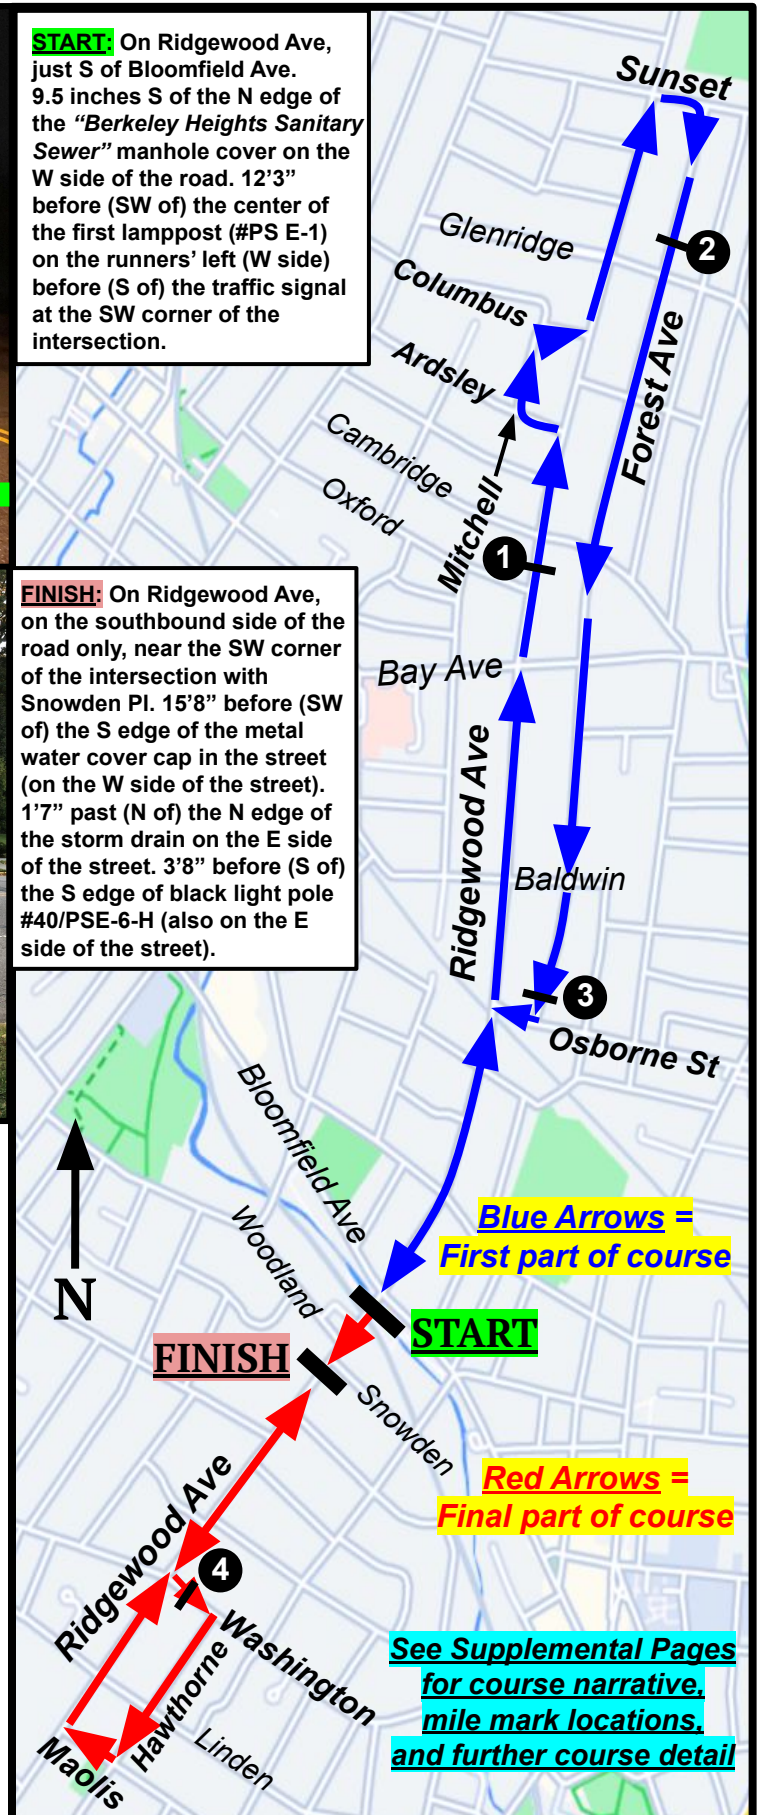 START: On Ridgewood Ave,
just S of Bloomfield Ave.
9.5 inches S of the N edge of
the “Berkeley Heights Sanitary
Sewer” manhole cover on the
W side of the road. 12’3”
before (SW of) the center of
the first lamppost (#PS E-1)
on the runners’ left (W side)
before (S of) the traffic signal
at the SW corner of the
intersection.
Sunset
Glenridge
2
Columbus
Ardsley
Forest Ave
Cambridge
Oxford
Mitchell
1
FINISH: On Ridgewood Ave,
on the southbound side of the
road only, near the SW corner
of the intersection with
Snowden Pl. 15’8” before (SW
of) the S edge of the metal
water cover cap in the street
(on the W side of the street).
1’7” past (N of) the N edge of
the storm drain on the E side
of the street. 3’8” before (S of)
the S edge of black light pole
#40/PSE-6-H (also on the E
side of the street).
Bay Ave
Ridgewood Ave
Baldwin
3
Osborne St
Bloomfield Ave
N
Woodland
Blue Arrows =
First part of course
START
FINISH
Snowden
Ridgewood Ave
Red Arrows =
Final part of course
4
Washington
Hawthorne
Linden
Maolis
See Supplemental Pages
for course narrative,
mile mark locations,
and further course detail